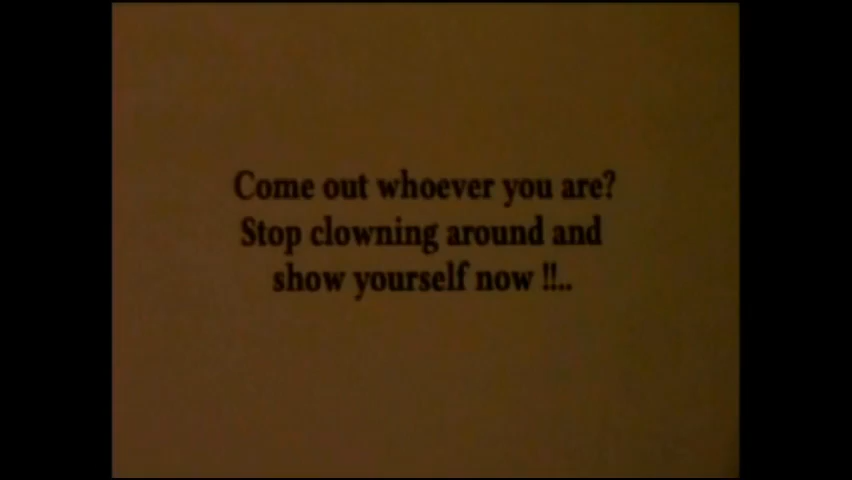 Come out whoever you are?
Stop clowning around and
show yourself now !!..